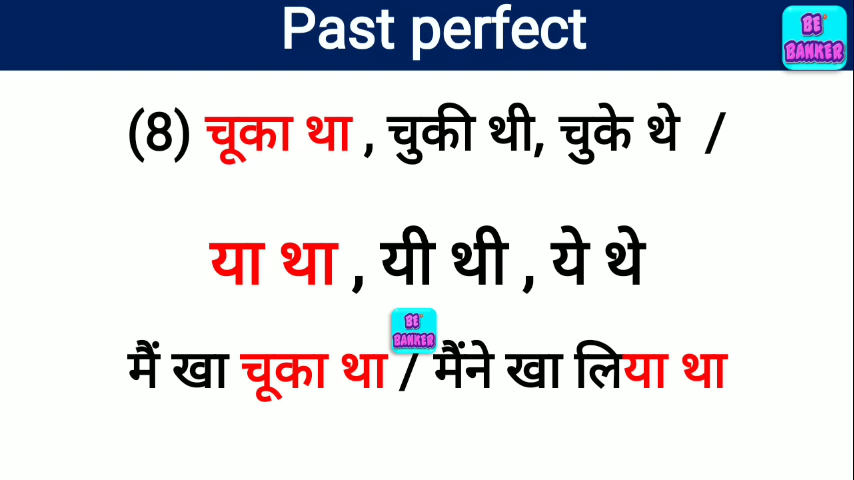 Past perfect
BE BANKER
(8) चूका था , चुकी थी, चुके थे /
या था , यी थी , ये थे
BE BANKER
मैं खा चूका था / मैंने खा लिया था